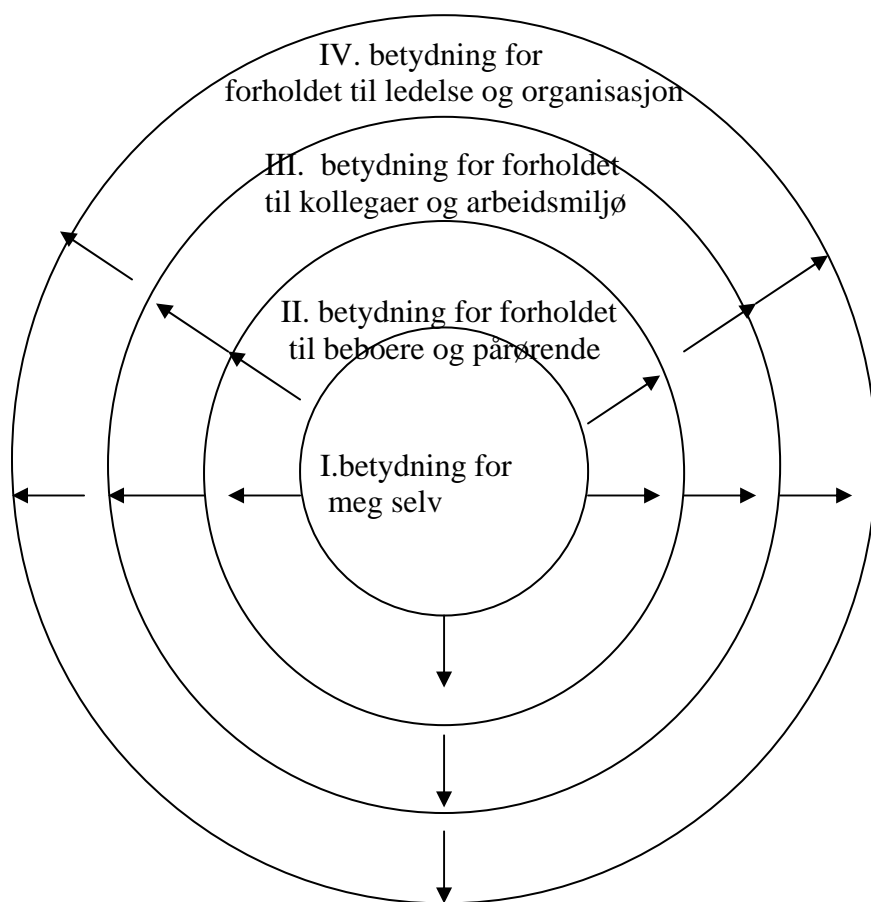 IV. betydning for
forholdet til ledelse og organisasjon
III.  betydning for forholdet
til kollegaer og arbeidsmiljø
II. betydning for forholdet
til beboere og pårørende
I.betydning for
meg selv